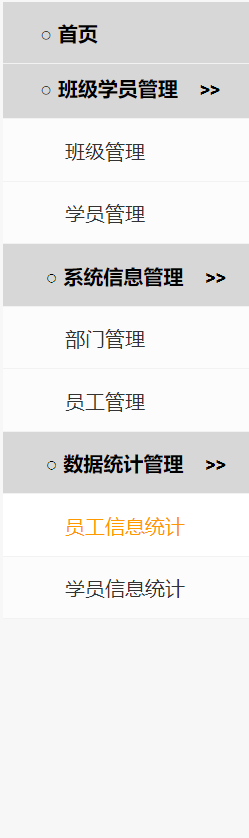 ○ 首页
○ 班级学员管理 >>
班级管理
学员管理
○ 系统信息管理 >>
部门管理
员工管理
○ 数据统计管理 >>
员工信息统计
学员信息统计